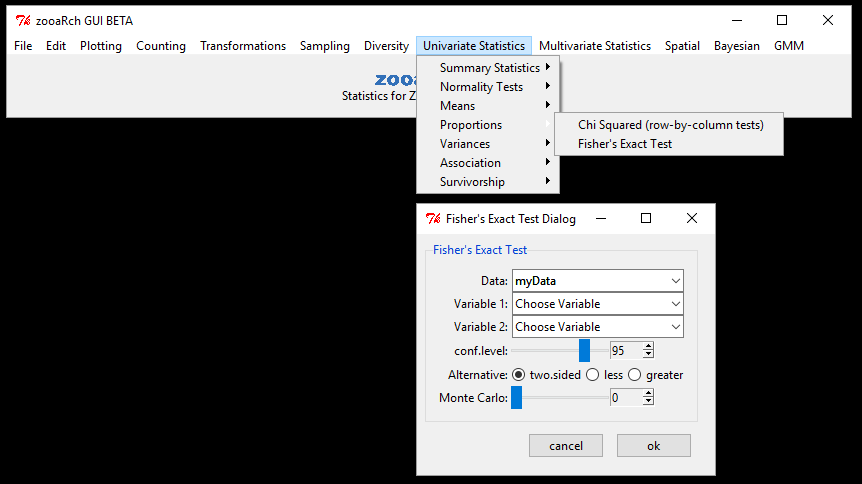 zooaRch GUI BETA
File Edit Plotting Counting Transformations Sampling Diversity Univariate Statistics Multivariate Statistics Spatial Bayesian GMM
zooa
Statistics for Z
Summary Statistics
Normality Tests
Means
Proportions
Variances
Association
Survivorship
Chi Squared (row-by-column tests)
Fisher's Exact Test
Fisher's Exact Test Dialog
Fisher's Exact Test
Data: myData
Variable 1: Choose Variable
Variable 2: Choose Variable
conf.level: 95
Alternative: two.sided less greater
Monte Carlo: 0
cancel ok